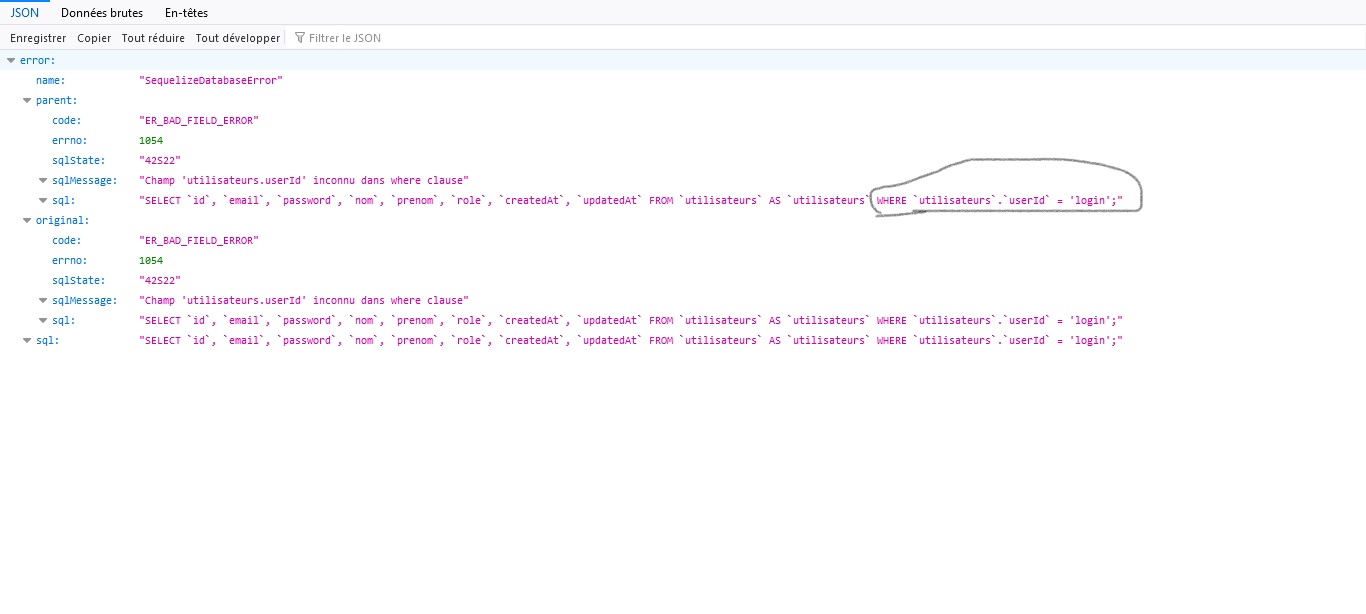 JSON Données brutes En-têtes
Enregistrer Copier Tout réduire Tout développer Filtrer le JSON
error:
name: "SequelizeDatabaseError"
parent:
code: "ER_BAD_FIELD_ERROR"
errno: 1054
sqlState: "42S22"
sqlMessage: "Champ 'utilisateurs.userId' inconnu dans where clause"
sql: "SELECT `id`, `email`, `password`, `nom`, `prenom`, `role`, `createdAt`, `updatedAt` FROM `utilisateurs` AS `utilisateurs` WHERE `utilisateurs`.`userId` = 'login';"
original:
code: "ER_BAD_FIELD_ERROR"
errno: 1054
sqlState: "42S22"
sqlMessage: "Champ 'utilisateurs.userId' inconnu dans where clause"
sql: "SELECT `id`, `email`, `password`, `nom`, `prenom`, `role`, `createdAt`, `updatedAt` FROM `utilisateurs` AS `utilisateurs` WHERE `utilisateurs`.`userId` = 'login';"
sql: "SELECT `id`, `email`, `password`, `nom`, `prenom`, `role`, `createdAt`, `updatedAt` FROM `utilisateurs` AS `utilisateurs` WHERE `utilisateurs`.`userId` = 'login';"